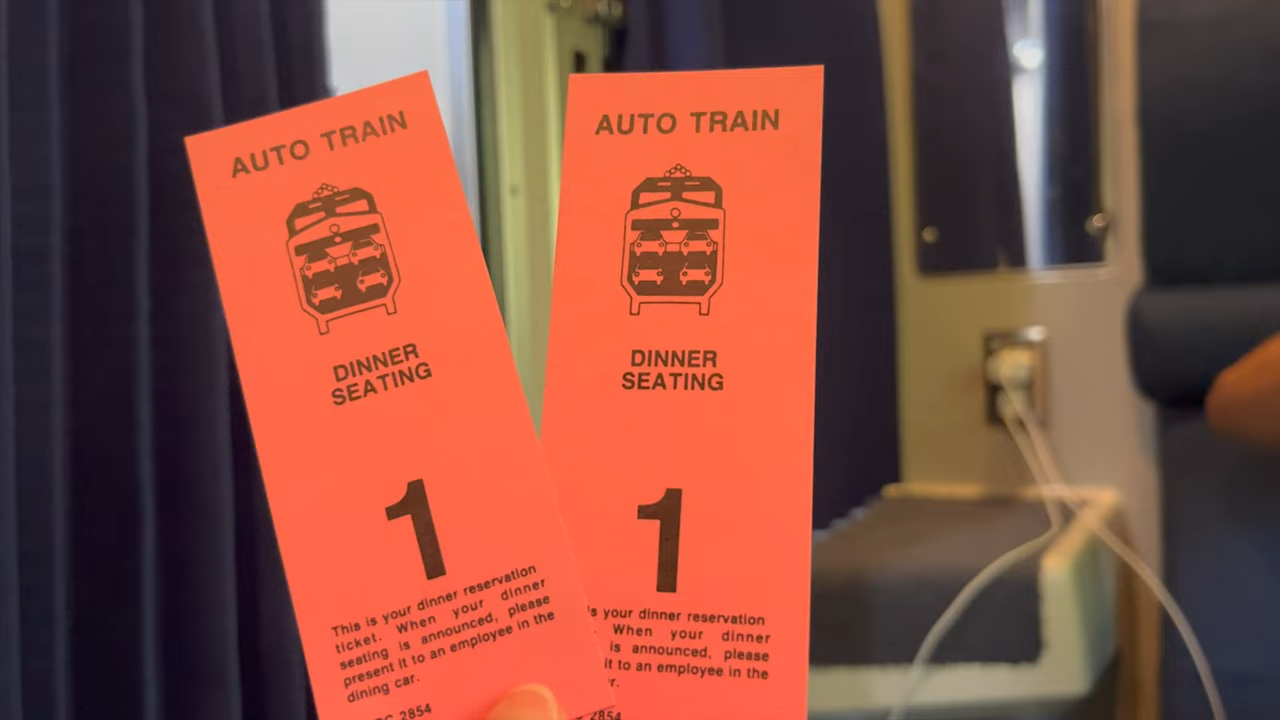 AUTO TRAIN
DINNER
SEATING
1
This is your dinner reservation
ticket. When your dinner
seating is announced, please
present it to an employee in the
dining car.
2854
AUTO TRAIN
DINNER
SEATING
1
your dinner reservation
When your dinner
is announced, please
it to an employee in the
2854